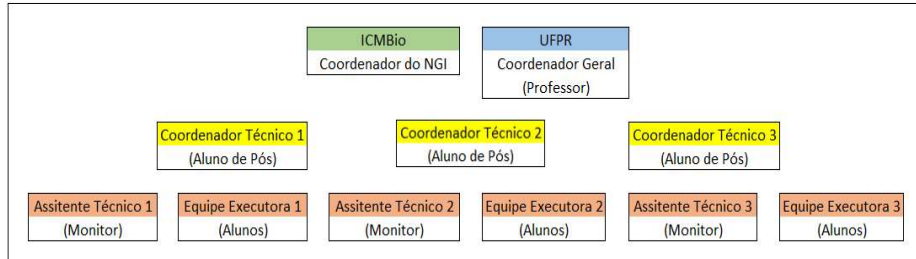 ICMBio
Coordenador do NGI
UFPR
Coordenador Geral
(Professor)
Coordenador Técnico 1
(Aluno de Pós)
Coordenador Técnico 2
(Aluno de Pós)
Coordenador Técnico 3
(Aluno de Pós)
Assitente Técnico 1
(Monitor)
Equipe Executora 1
(Alunos)
Assitente Técnico 2
(Monitor)
Equipe Executora 2
(Alunos)
Assitente Técnico 3
(Monitor)
Equipe Executora 3
(Alunos)